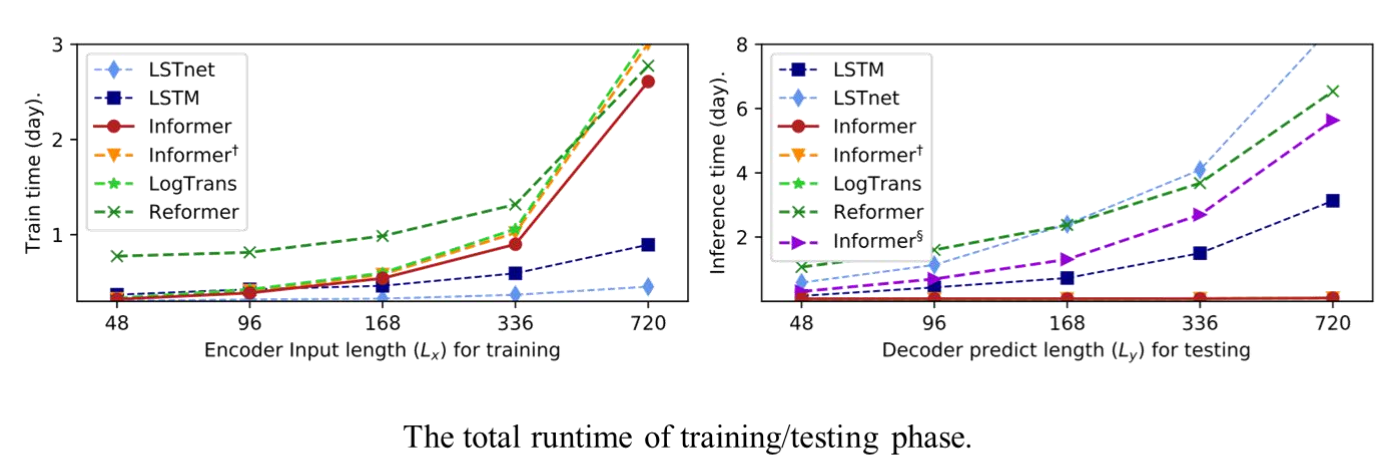 3
2
1
Train time (day).
LSTnet
LSTM
Informer
Informer†
LogTrans
Reformer
48 96 168 336 720
Encoder Input length (Lₓ) for training
8
6
4
2
Inference time (day).
LSTM
LSTnet
Informer
Informer†
LogTrans
Reformer
Informer§
48 96 168 336 720
Decoder predict length (L_y) for testing
The total runtime of training/testing phase.